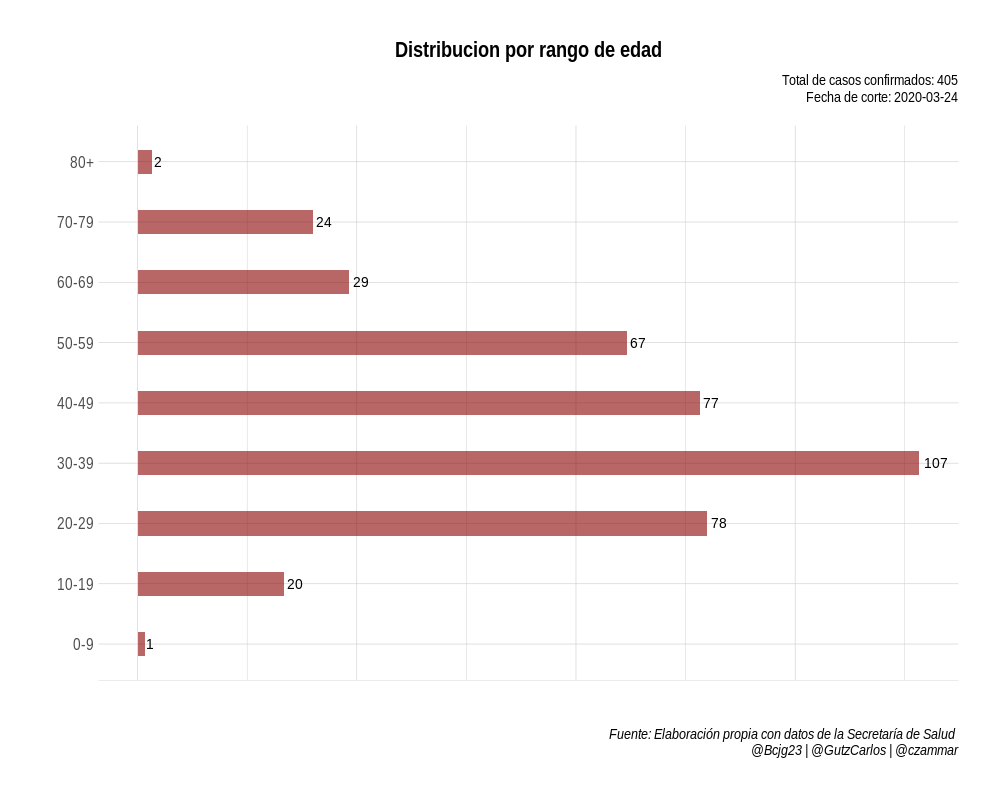 Distribucion por rango de edad
Total de casos confirmados: 405
Fecha de corte: 2020-03-24
80+ 2
70-79 24
60-69 29
50-59 67
40-49 77
30-39 107
20-29 78
10-19 20
0-9 1
Fuente: Elaboración propia con datos de la Secretaría de Salud
@Bcjg23 | @GutzCarlos | @czammar